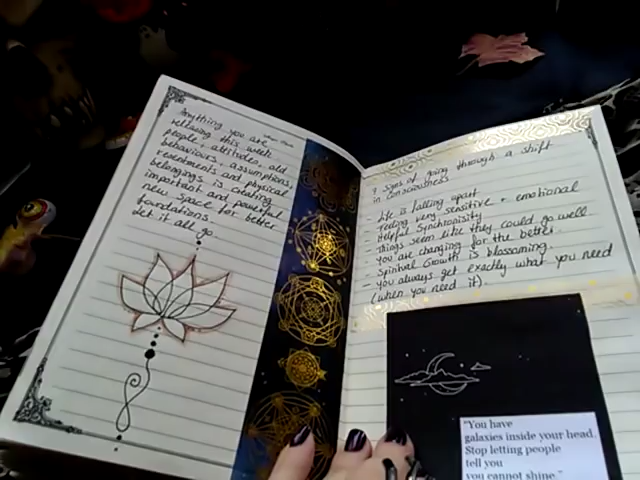 Anything you are
releasing this week
people + attitudes, old
behaviours + assumptions,
resentments and physical
belongings is creating
important and powerful
new space for better
foundations.
Let it all go
9 signs of going through a shift
in consciousness
- Life is falling apart
- Feeling very sensitive + emotional
- Helpful Synchronicity
- Things seem like they could go well
- You are changing for the better.
- Spiritual Growth is blossoming.
- You always get exactly what you need
(when you need it).
"You have
galaxies inside your head.
Stop letting people
tell you
you cannot shine."